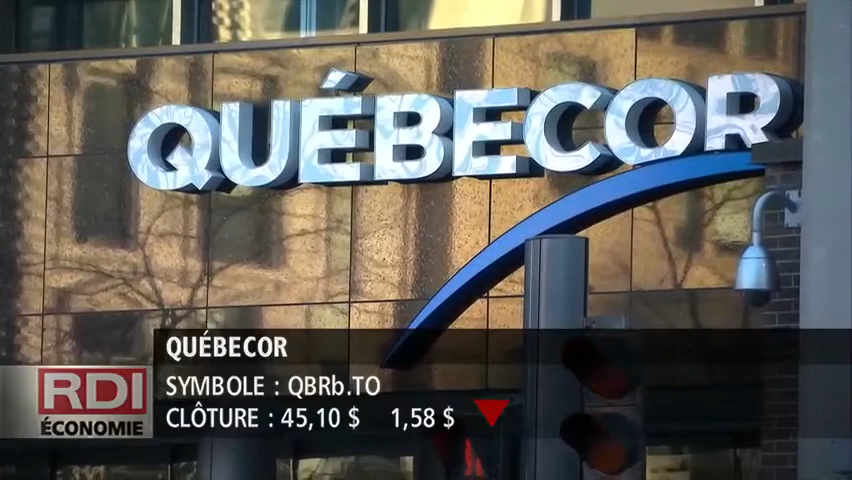 QUÉBECOR
QUÉBECOR
SYMBOLE : QBRb.TO
CLÔTURE : 45,10 $ 1,58 $
RDI
ÉCONOMIE